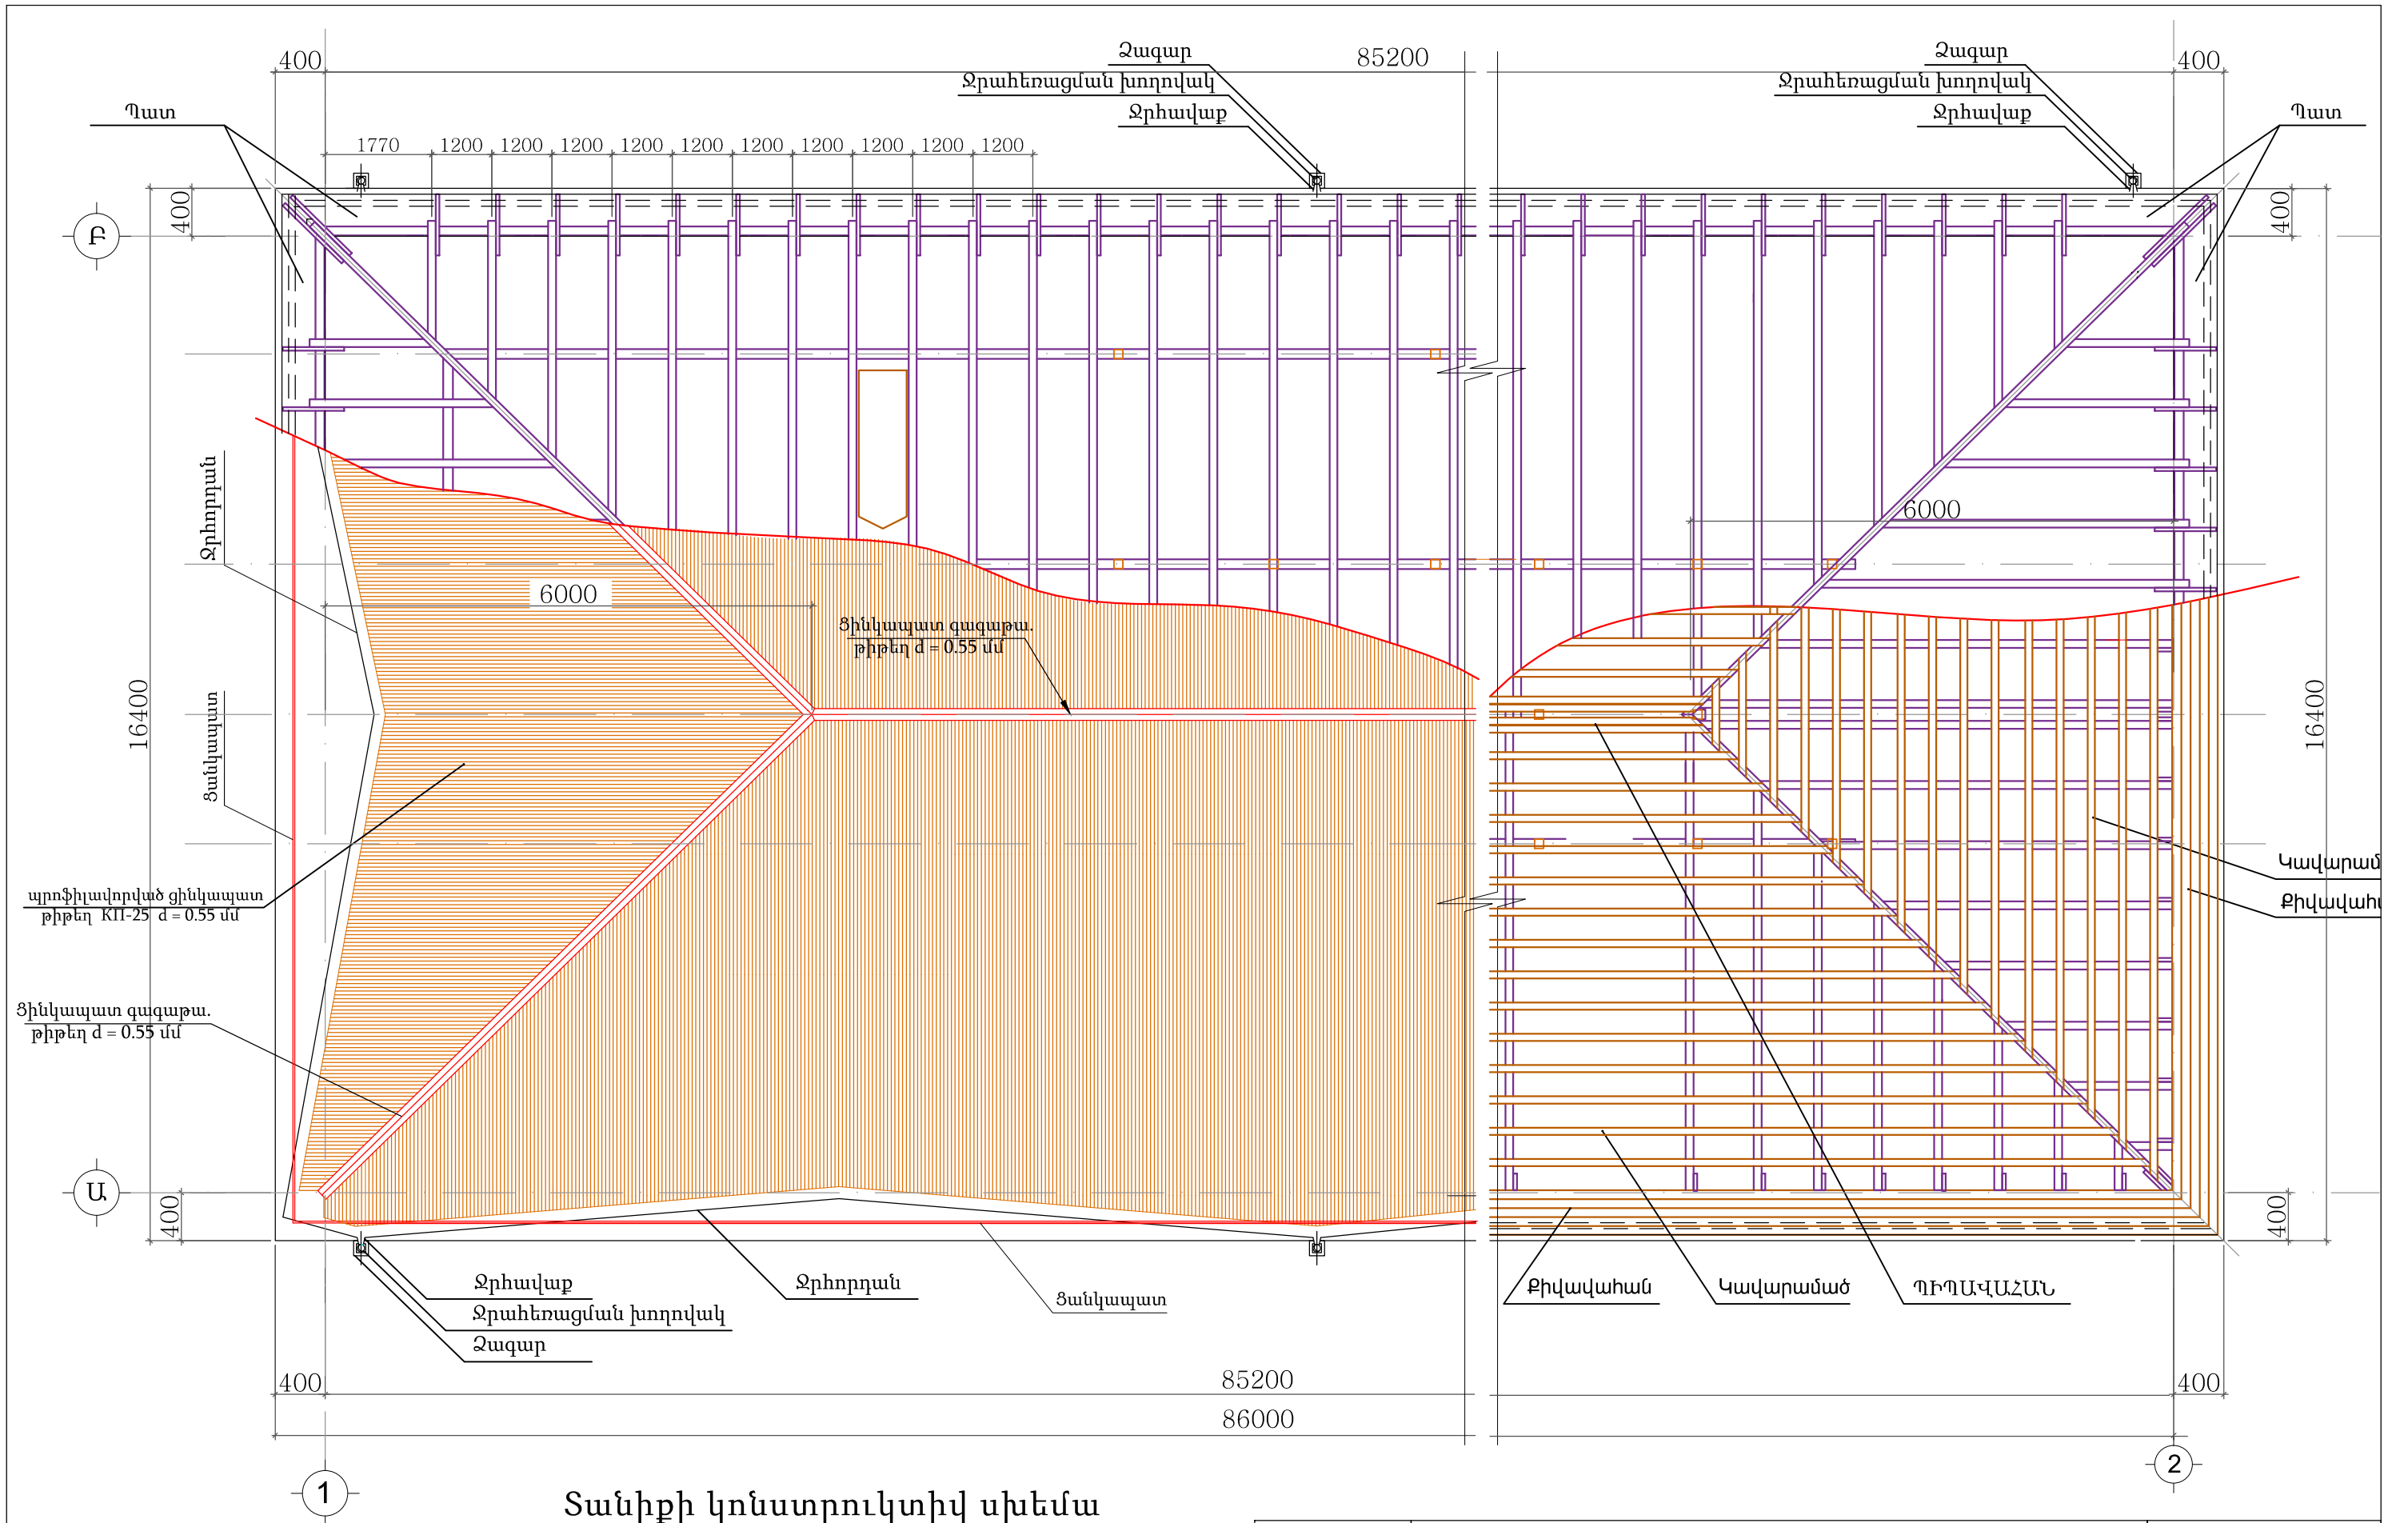 400
Ձագար
Ջրահեռացման խողովակ
Ջրհավաք
85200
Ձագար
Ջրահեռացման խողովակ
Ջրհավաք
400
Պատ
Պատ
1770 1200 1200 1200 1200 1200 1200 1200 1200 1200 1200
400
400
Բ
Ջրհորդան
6000
6000
Ցինկապատ գագաթա.
թիթեղ d = 0.55 մմ
16400
16400
Ցանկապատ
պրոֆիլավորված ցինկապատ
թիթեղ КП-25 d = 0.55 մմ
Կավարամ
Քիվավահ
Ցինկապատ գագաթա.
թիթեղ d = 0.55 մմ
Ա
400
400
Ջրհավաք
Ջրահեռացման խողովակ
Ձագար
Ջրհորդան
Ցանկապատ
Քիվավահան
Կավարամած
ՊԻՊԱՎԱՀԱՆ
400
85200
400
86000
1
2
Տանիքի կոնստրուկտիվ սխեմա